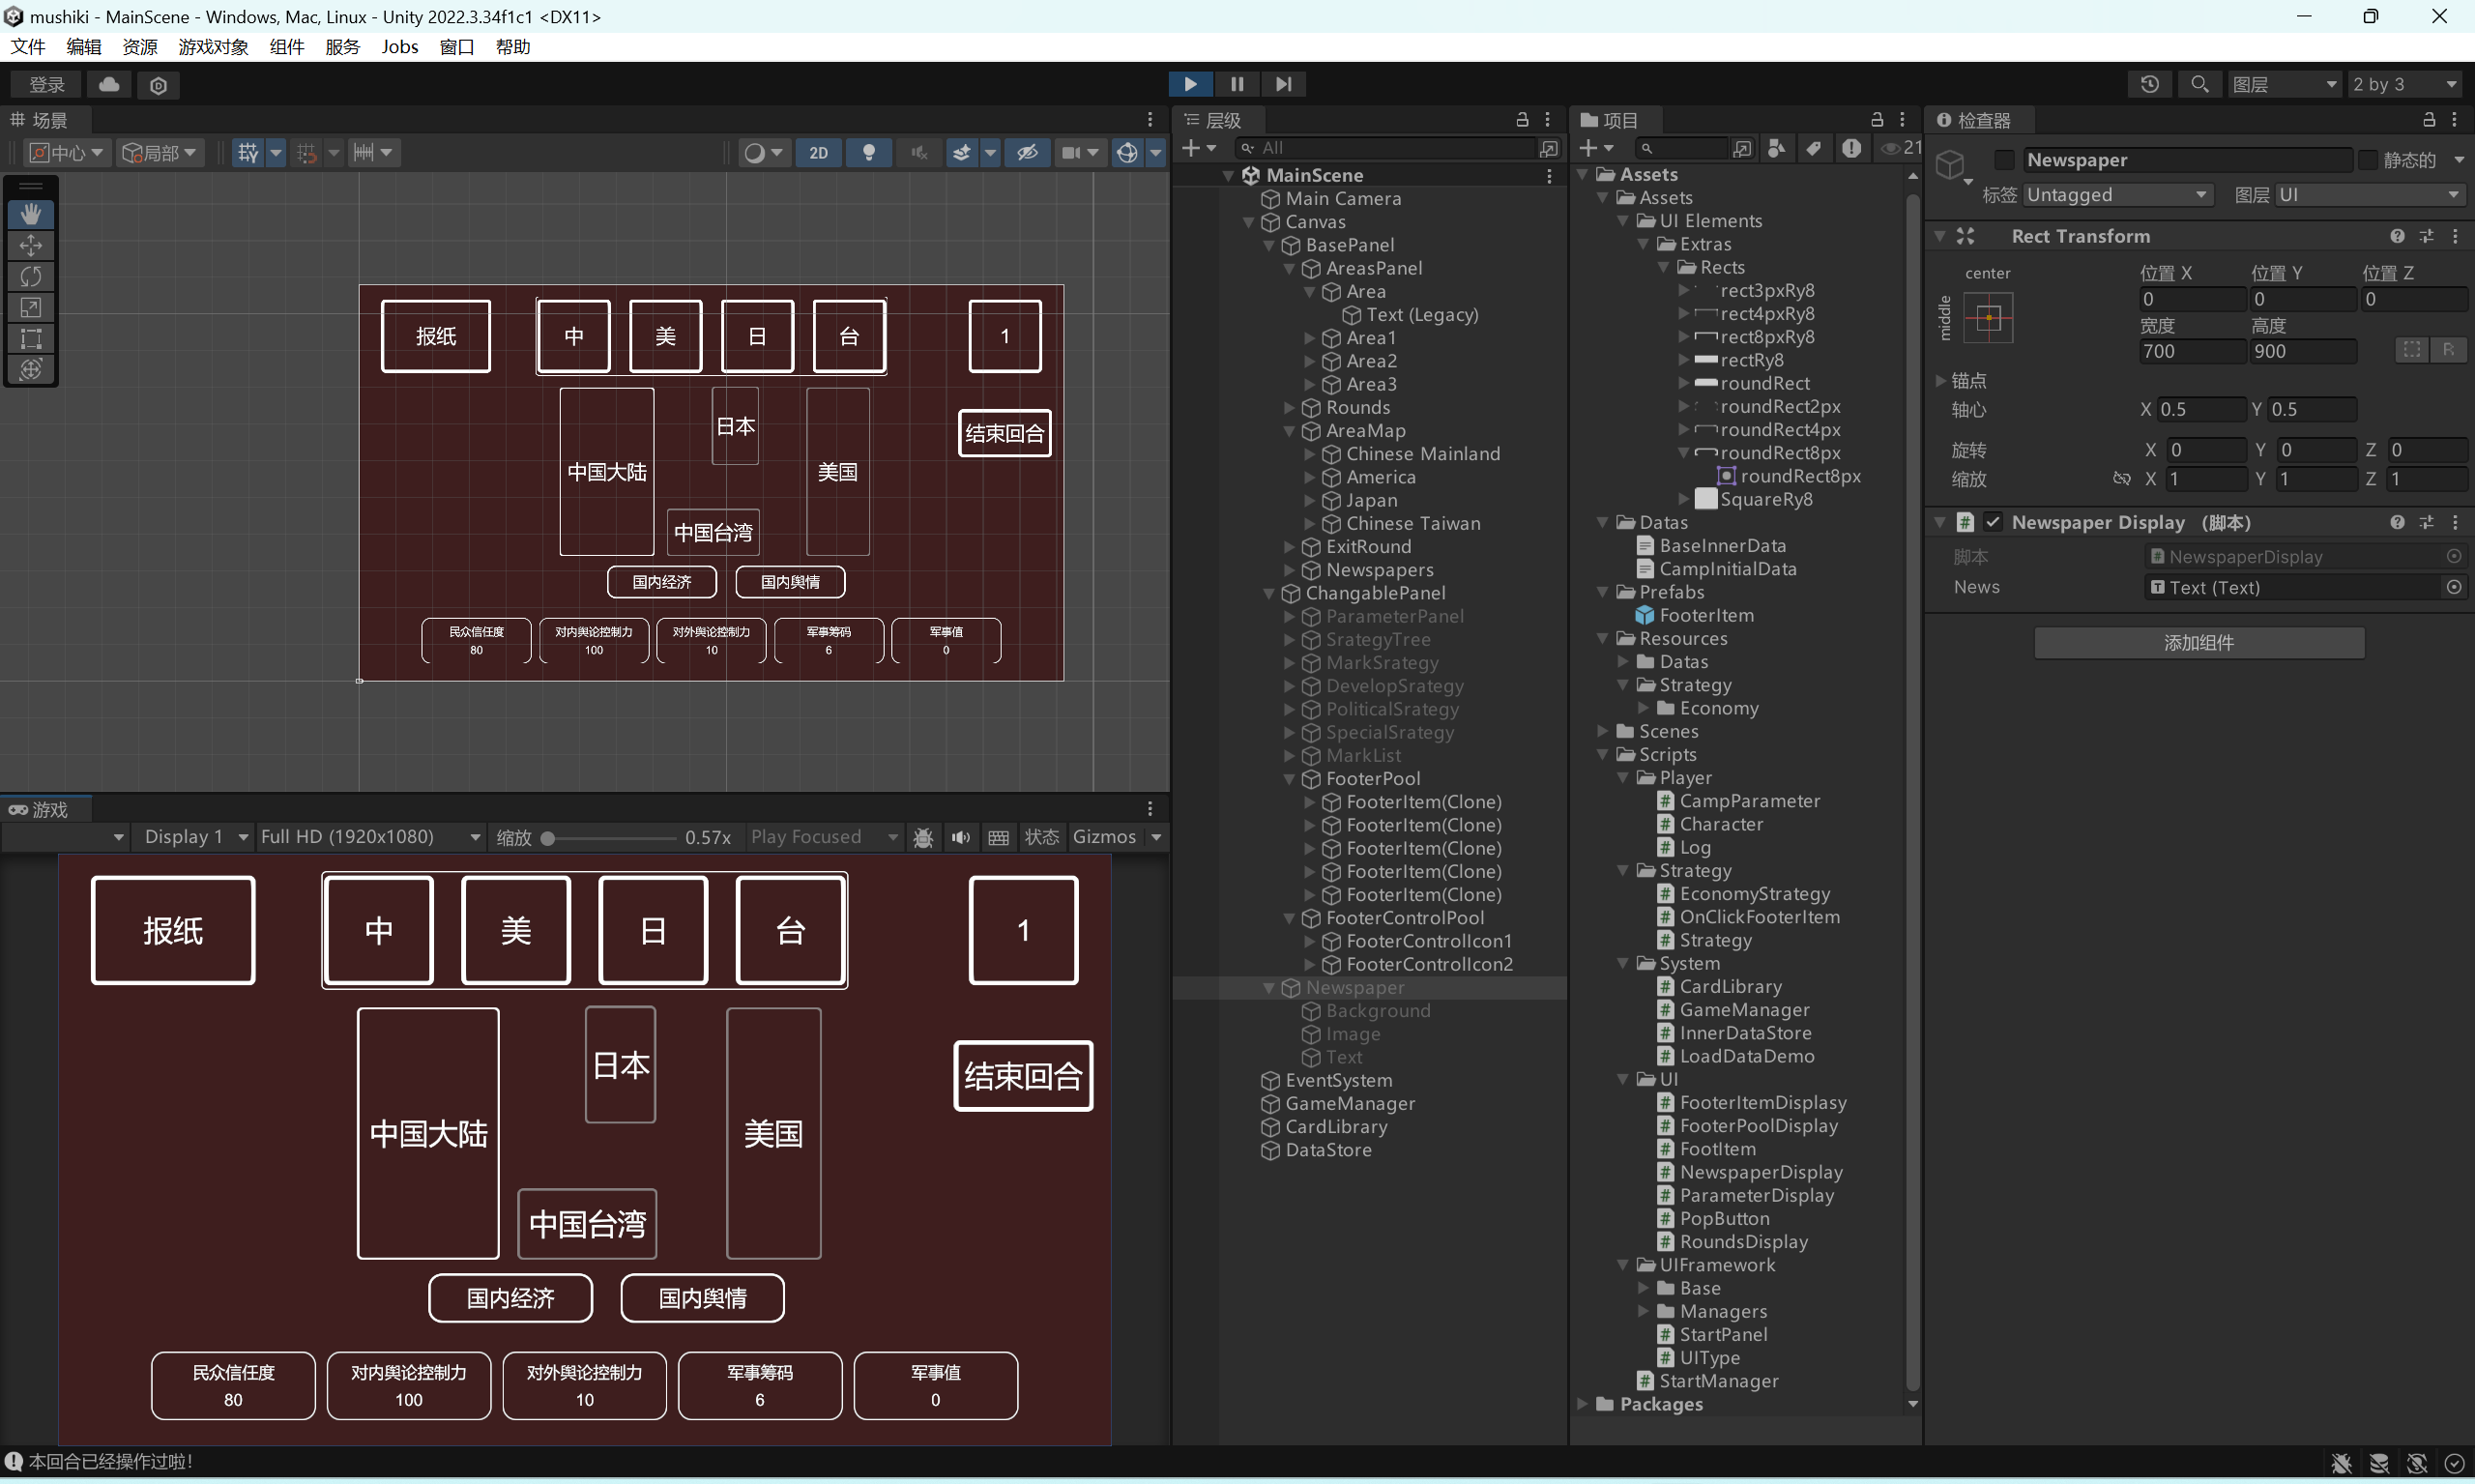 mushiki - MainScene - Windows, Mac, Linux - Unity 2022.3.34f1c1 <DX11>
文件 编辑 资源 游戏对象 组件 服务 Jobs 窗口 帮助
登录
图层
2 by 3
场景
中心
局部
2D
报纸
中
美
日
台
1
中国大陆
日本
美国
结束回合
中国台湾
国内经济
国内舆情
民众信任度
80
对内舆论控制力
100
对外舆论控制力
10
军事筹码
6
军事值
0
游戏
Display 1
Full HD (1920x1080)
缩放
0.57x
Play Focused
状态
Gizmos
报纸
中
美
日
台
1
日本
中国大陆
美国
结束回合
中国台湾
国内经济
国内舆情
民众信任度
80
对内舆论控制力
100
对外舆论控制力
10
军事筹码
6
军事值
0
本回合已经操作过啦!
层级
All
MainScene
Main Camera
Canvas
BasePanel
AreasPanel
Area
Text (Legacy)
Area1
Area2
Area3
Rounds
AreaMap
Chinese Mainland
America
Japan
Chinese Taiwan
ExitRound
Newspapers
ChangablePanel
ParameterPanel
SrategyTree
MarkSrategy
DevelopSrategy
PoliticalSrategy
SpecialSrategy
MarkList
FooterPool
FooterItem(Clone)
FooterItem(Clone)
FooterItem(Clone)
FooterItem(Clone)
FooterItem(Clone)
FooterControlPool
FooterControlIcon1
FooterControlIcon2
Newspaper
Background
Image
Text
EventSystem
GameManager
CardLibrary
DataStore
项目
21
Assets
Assets
UI Elements
Extras
Rects
rect3pxRy8
rect4pxRy8
rect8pxRy8
rectRy8
roundRect
roundRect2px
roundRect4px
roundRect8px
roundRect8px
SquareRy8
Datas
BaseInnerData
CampInitialData
Prefabs
FooterItem
Resources
Datas
Strategy
Economy
Scenes
Scripts
Player
CampParameter
Character
Log
Strategy
EconomyStrategy
OnClickFooterItem
Strategy
System
CardLibrary
GameManager
InnerDataStore
LoadDataDemo
UI
FooterItemDisplasy
FooterPoolDisplay
FootItem
NewspaperDisplay
ParameterDisplay
PopButton
RoundsDisplay
UIFramework
Base
Managers
StartPanel
UIType
StartManager
Packages
检查器
Newspaper
静态的
标签 Untagged
图层 UI
Rect Transform
center
middle
位置 X 位置 Y 位置 Z
0 0 0
宽度 高度
700 900
R
锚点
轴心 X 0.5 Y 0.5
旋转 X 0 Y 0 Z 0
缩放 X 1 Y 1 Z 1
Newspaper Display (脚本)
脚本 NewspaperDisplay
News Text (Text)
添加组件